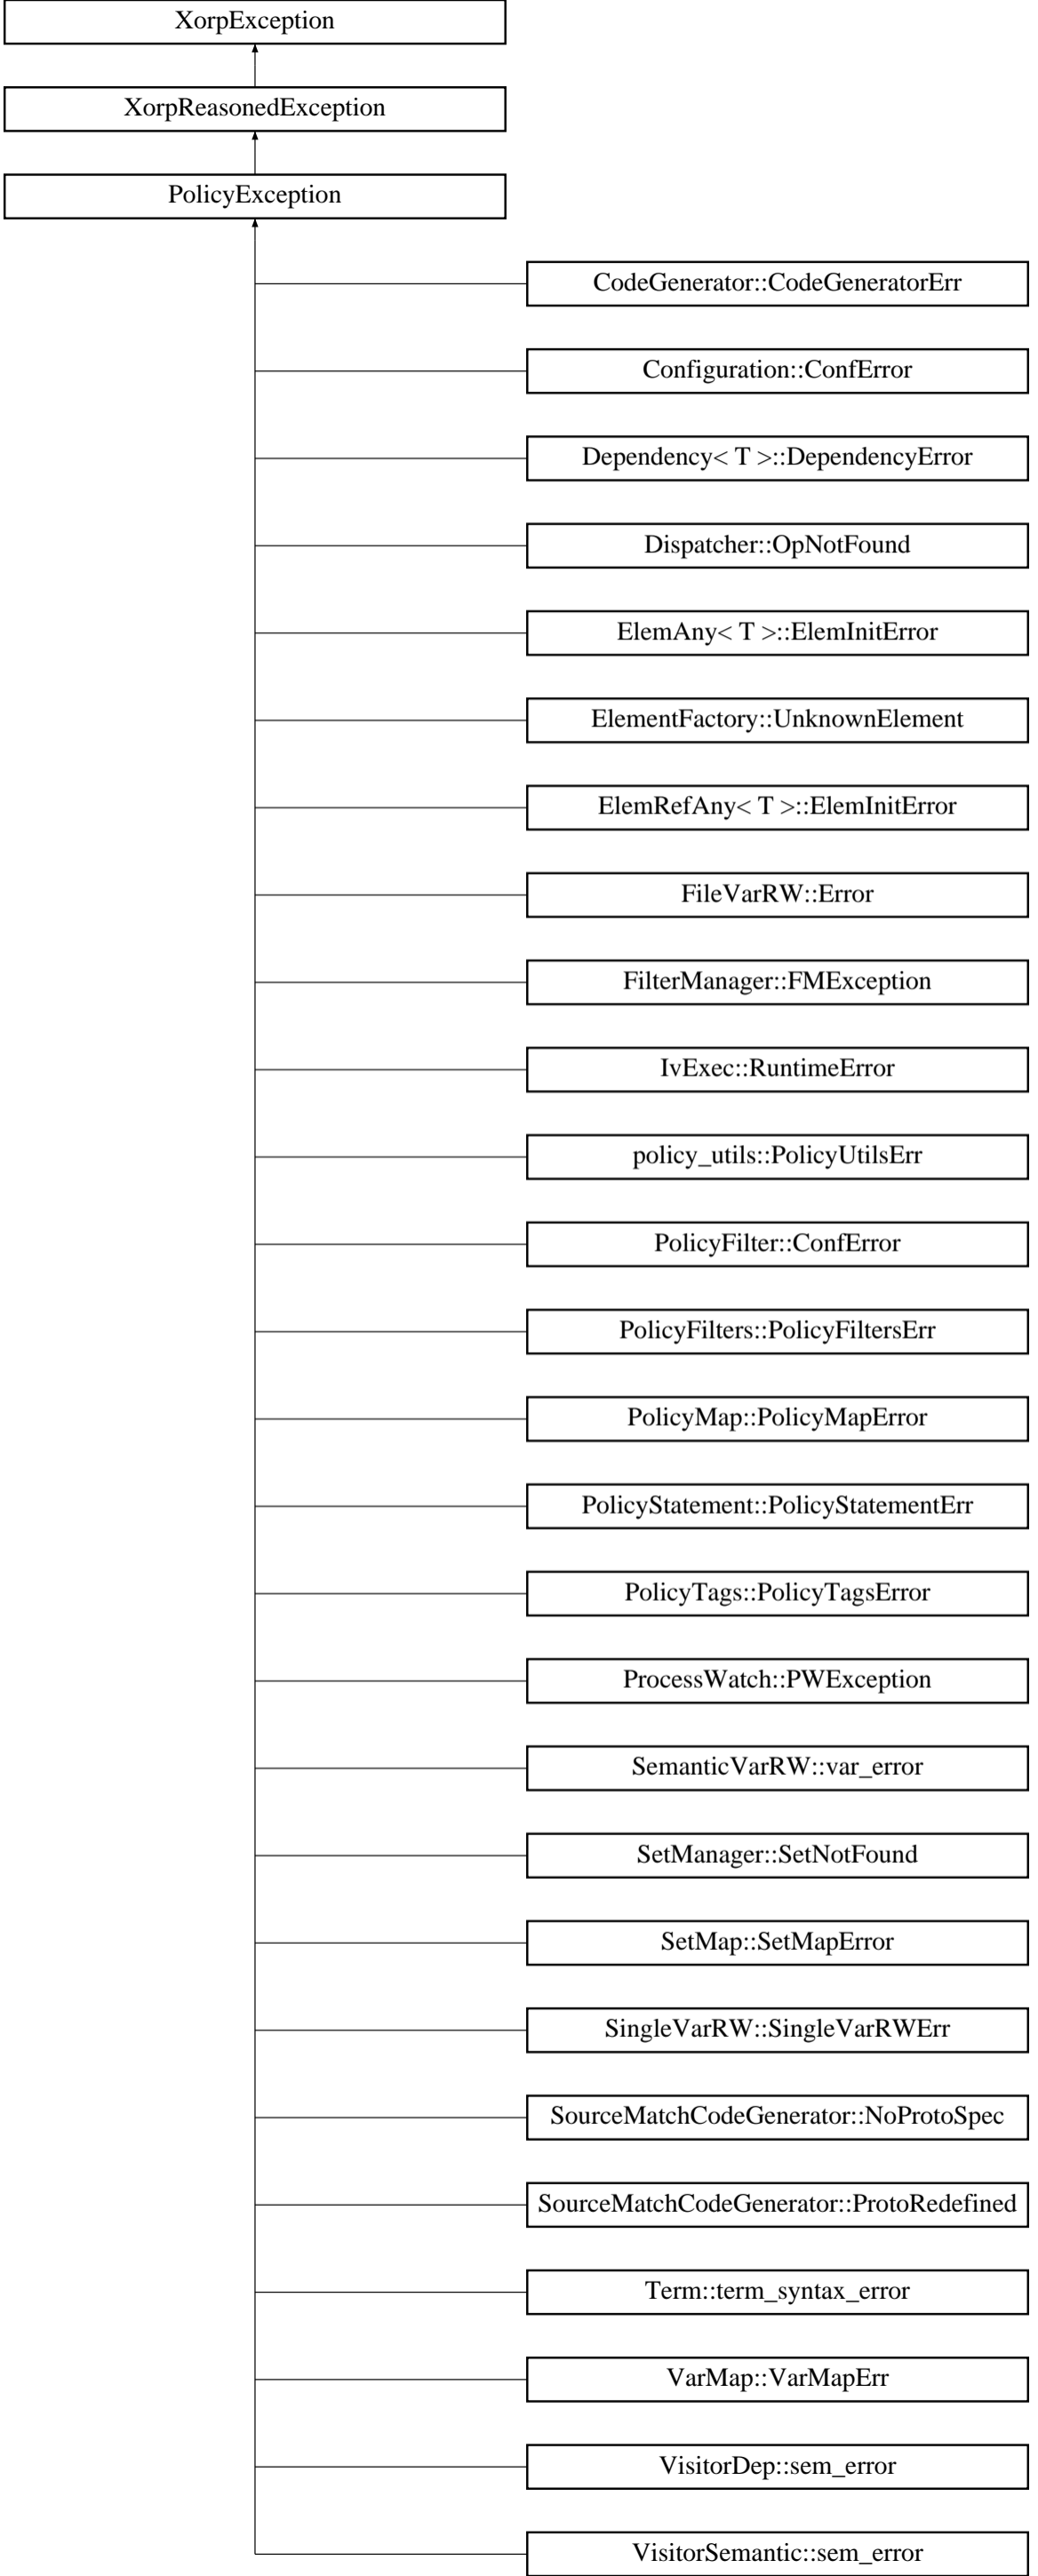 XorpException
XorpReasonedException
PolicyException
CodeGenerator::CodeGeneratorErr
Configuration::ConfError
Dependency< T >::DependencyError
Dispatcher::OpNotFound
ElemAny< T >::ElemInitError
ElementFactory::UnknownElement
ElemRefAny< T >::ElemInitError
FileVarRW::Error
FilterManager::FMException
IvExec::RuntimeError
policy_utils::PolicyUtilsErr
PolicyFilter::ConfError
PolicyFilters::PolicyFiltersErr
PolicyMap::PolicyMapError
PolicyStatement::PolicyStatementErr
PolicyTags::PolicyTagsError
ProcessWatch::PWException
SemanticVarRW::var_error
SetManager::SetNotFound
SetMap::SetMapError
SingleVarRW::SingleVarRWErr
SourceMatchCodeGenerator::NoProtoSpec
SourceMatchCodeGenerator::ProtoRedefined
Term::term_syntax_error
VarMap::VarMapErr
VisitorDep::sem_error
VisitorSemantic::sem_error